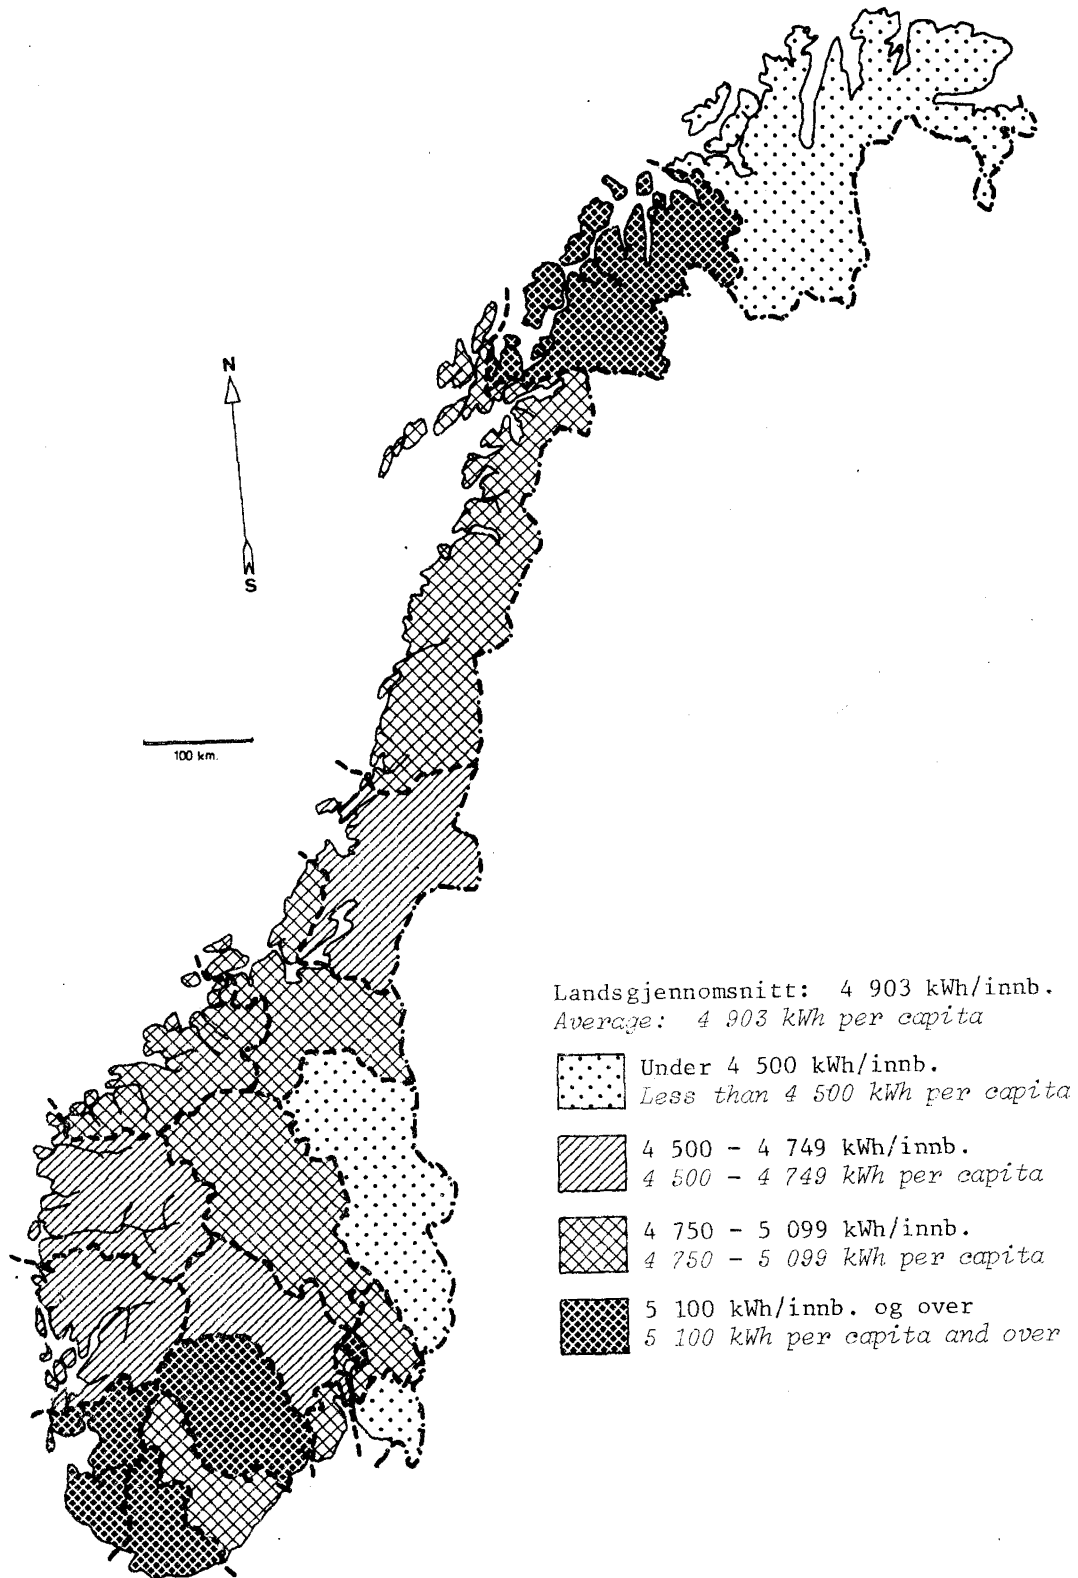 N
S
100 km.
Landsgjennomsnitt: 4 903 kWh/innb.
Average: 4 903 kWh per capita
Under 4 500 kWh/innb.
Less than 4 500 kWh per capita
4 500 - 4 749 kWh/innb.
4 500 - 4 749 kWh per capita
4 750 - 5 099 kWh/innb.
4 750 - 5 099 kWh per capita
5 100 kWh/innb. og over
5 100 kWh per capita and over